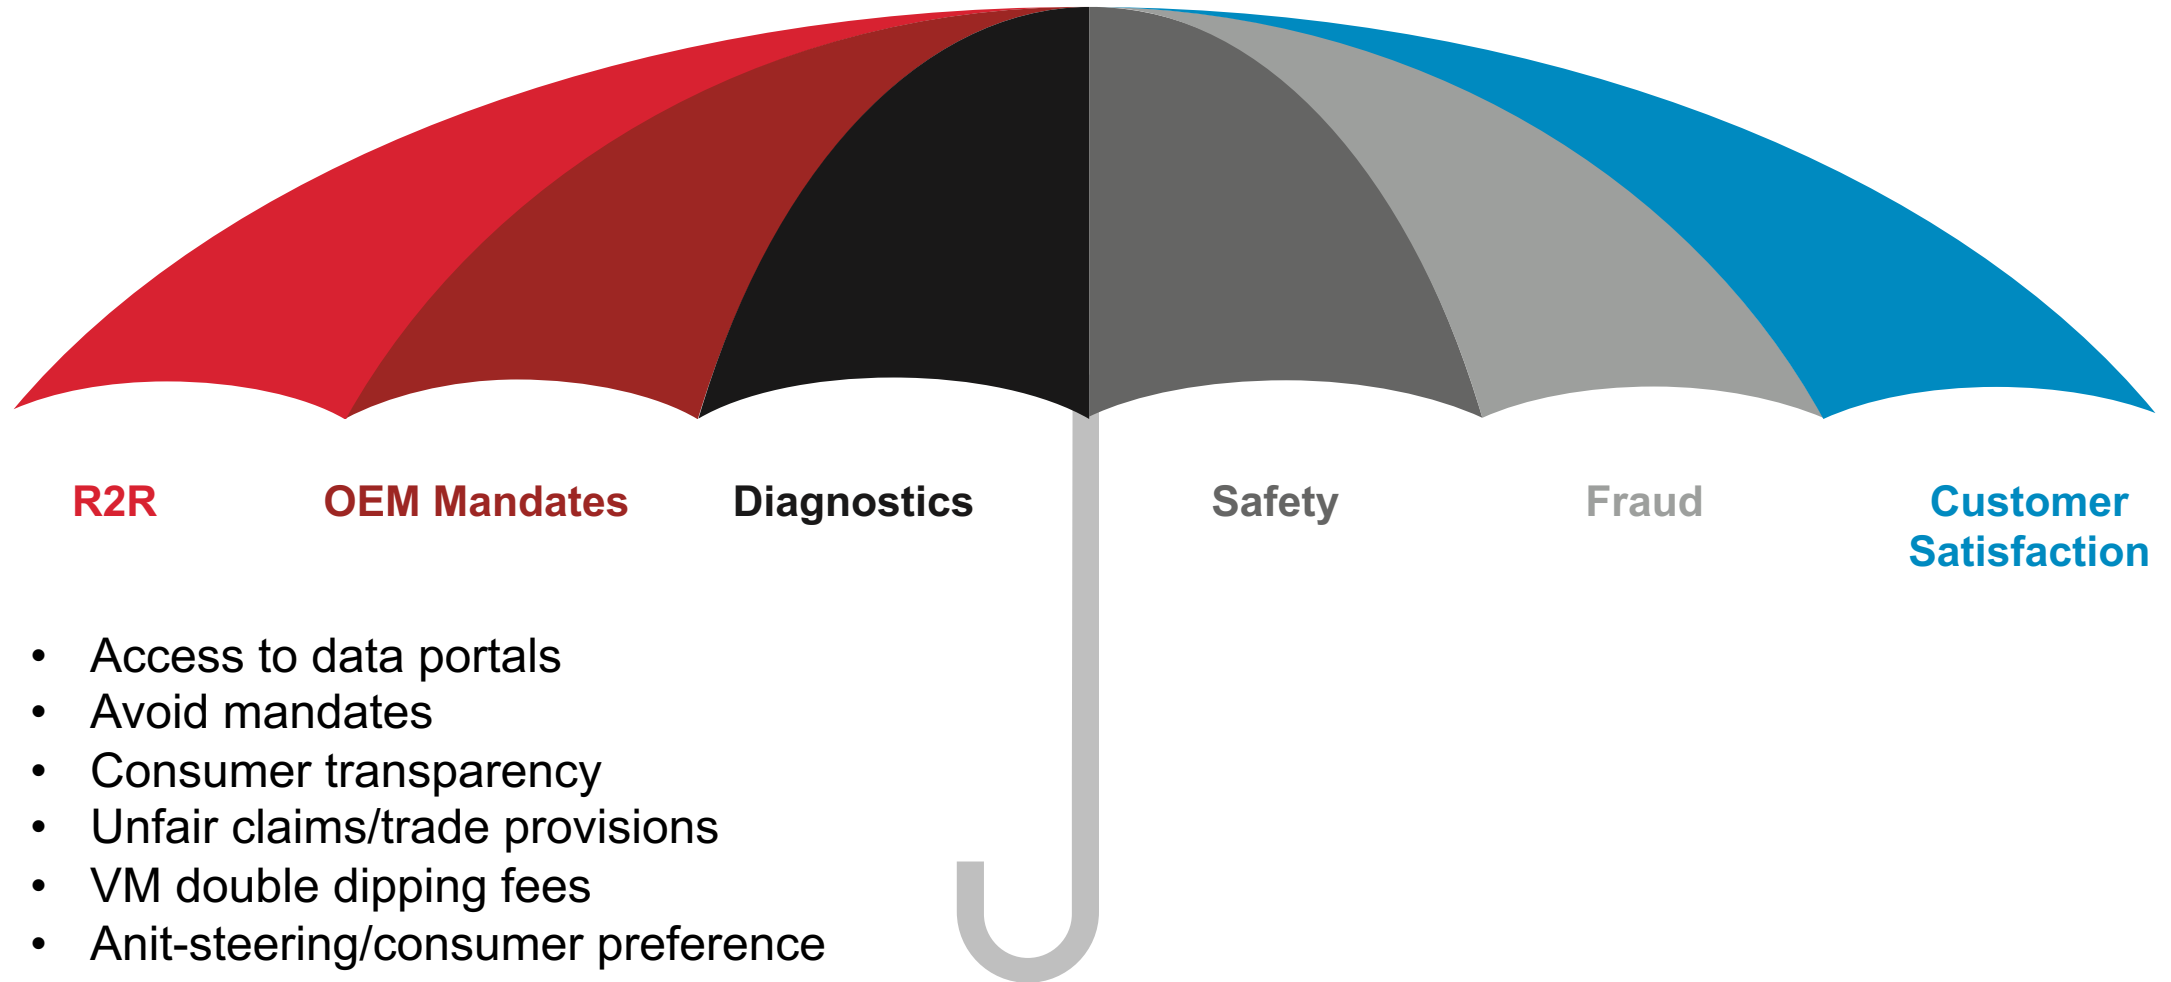 R2R
OEM Mandates
Diagnostics
Safety
Fraud
Customer
Satisfaction
• Access to data portals
• Avoid mandates
• Consumer transparency
• Unfair claims/trade provisions
• VM double dipping fees
• Anit-steering/consumer preference